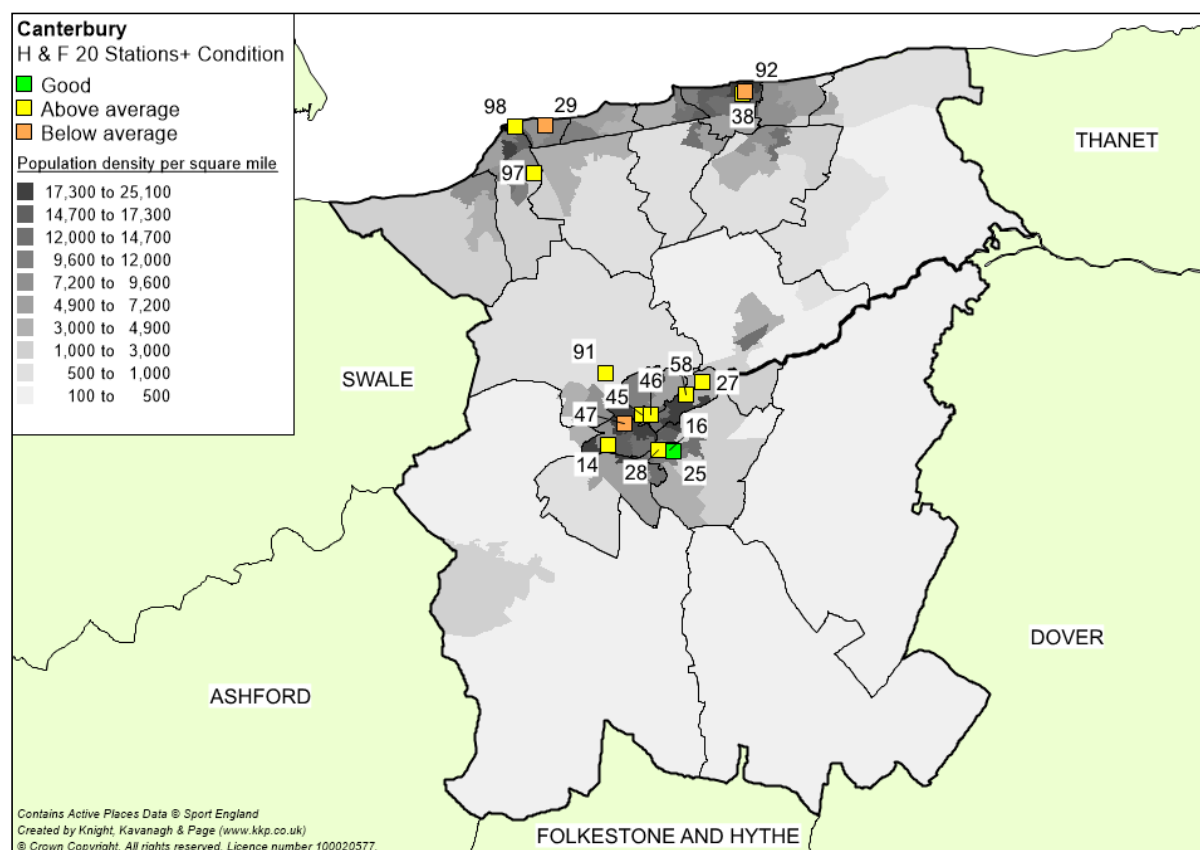 Canterbury
H & F 20 Stations+ Condition
Good
Above average
Below average
Population density per square mile
17,300 to 25,100
14,700 to 17,300
12,000 to 14,700
9,600 to 12,000
7,200 to 9,600
4,900 to 7,200
3,000 to 4,900
1,000 to 3,000
500 to 1,000
100 to 500
92
98
29
38
THANET
97
91
58
46
27
SWALE
45
47
16
14
28
25
DOVER
ASHFORD
FOLKESTONE AND HYTHE
Contains Active Places Data © Sport England
Created by Knight, Kavanagh & Page (www.kkp.co.uk)
© Crown Copyright. All rights reserved. Licence number 100020577.